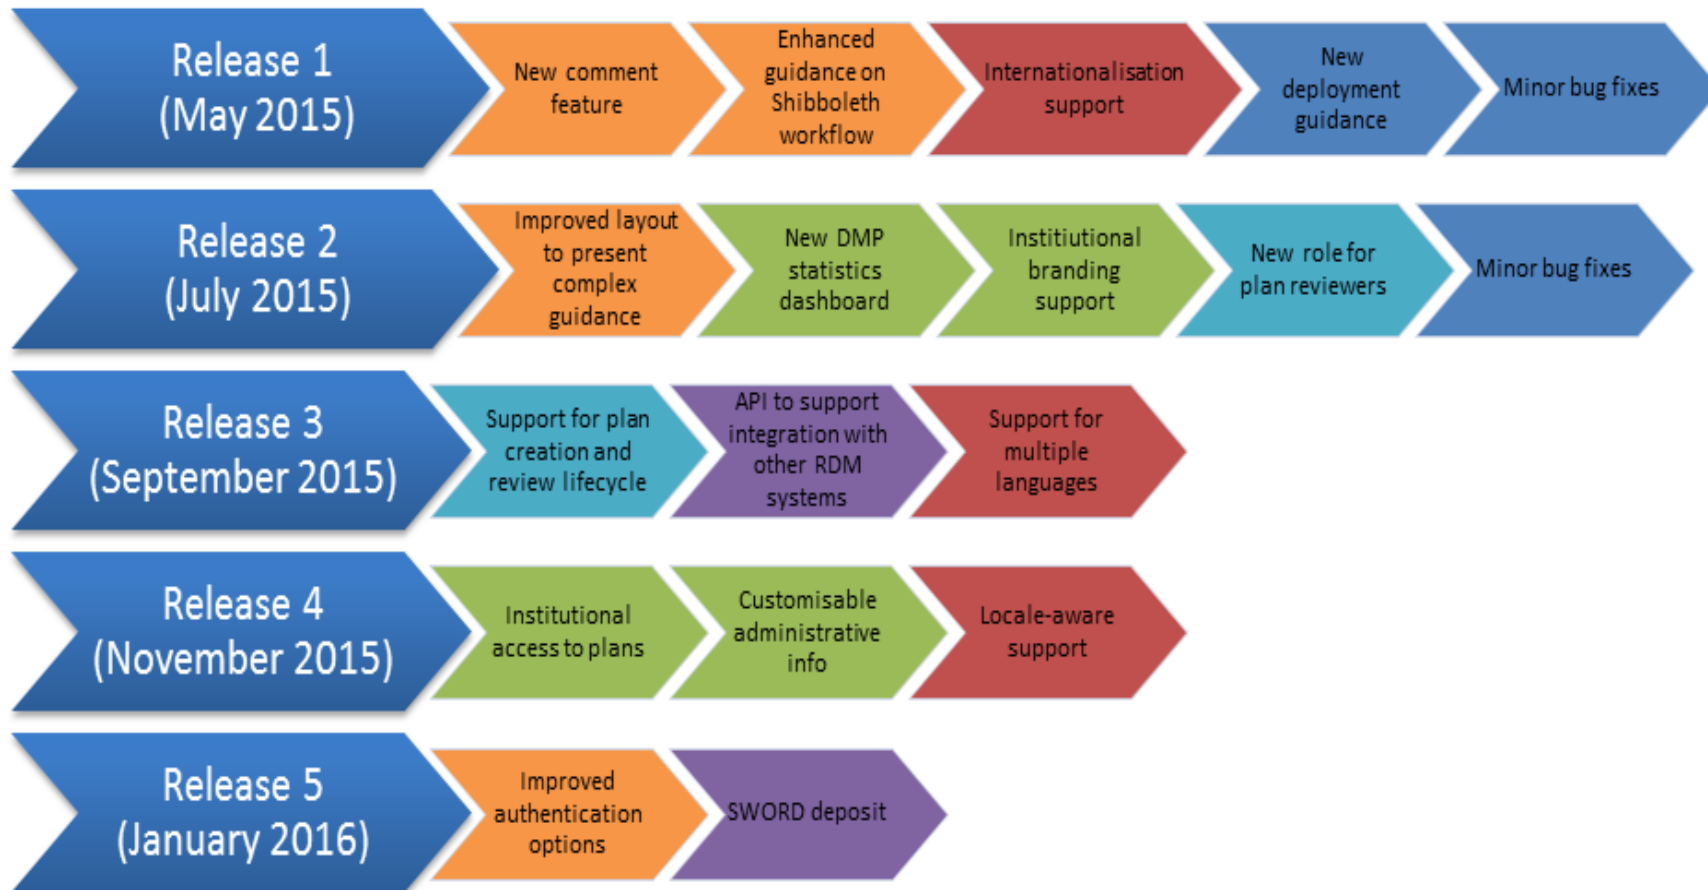 Release 1
(May 2015)
New comment
feature
Enhanced
guidance on
Shibboleth
workflow
Internationalisation
support
New
deployment
guidance
Minor bug fixes
Release 2
(July 2015)
Improved layout
to present
complex
guidance
New DMP
statistics
dashboard
Institiutional
branding
support
New role for
plan reviewers
Minor bug fixes
Release 3
(September 2015)
Support for plan
creation and
review lifecycle
API to support
integration with
other RDM
systems
Support for
multiple
languages
Release 4
(November 2015)
Institutional
access to plans
Customisable
administrative
info
Locale-aware
support
Release 5
(January 2016)
Improved
authentication
options
SWORD deposit